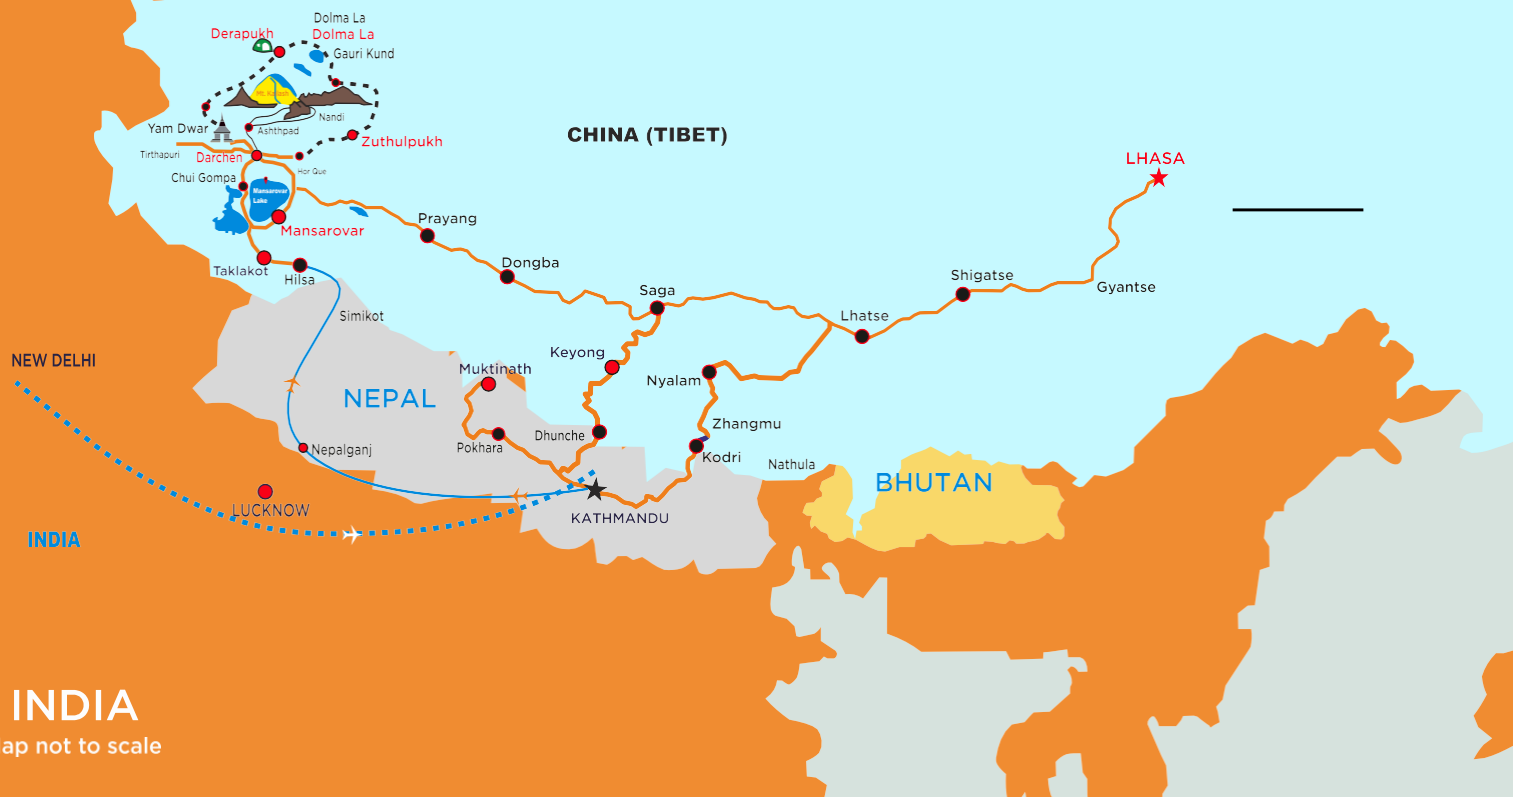 Dolma La
Derapukh
Dolma La
Gauri Kund
Mt. Kailash
Nandi
Yam Dwar
Ashthpad
Zuthulpukh
CHINA (TIBET)
Tirthapuri
Darchen
LHASA
Hor Que
Chui Gompa
Mansarovar
Lake
Prayang
Mansarovar
Dongba
Taklakot
Hilsa
Shigatse
Gyantse
Saga
Simikot
Lhatse
Keyong
NEW DELHI
Muktinath
Nyalam
NEPAL
Zhangmu
Dhunche
Pokhara
Nepalganj
Kodri
Nathula
BHUTAN
LUCKNOW
KATHMANDU
INDIA
INDIA
ap not to scale